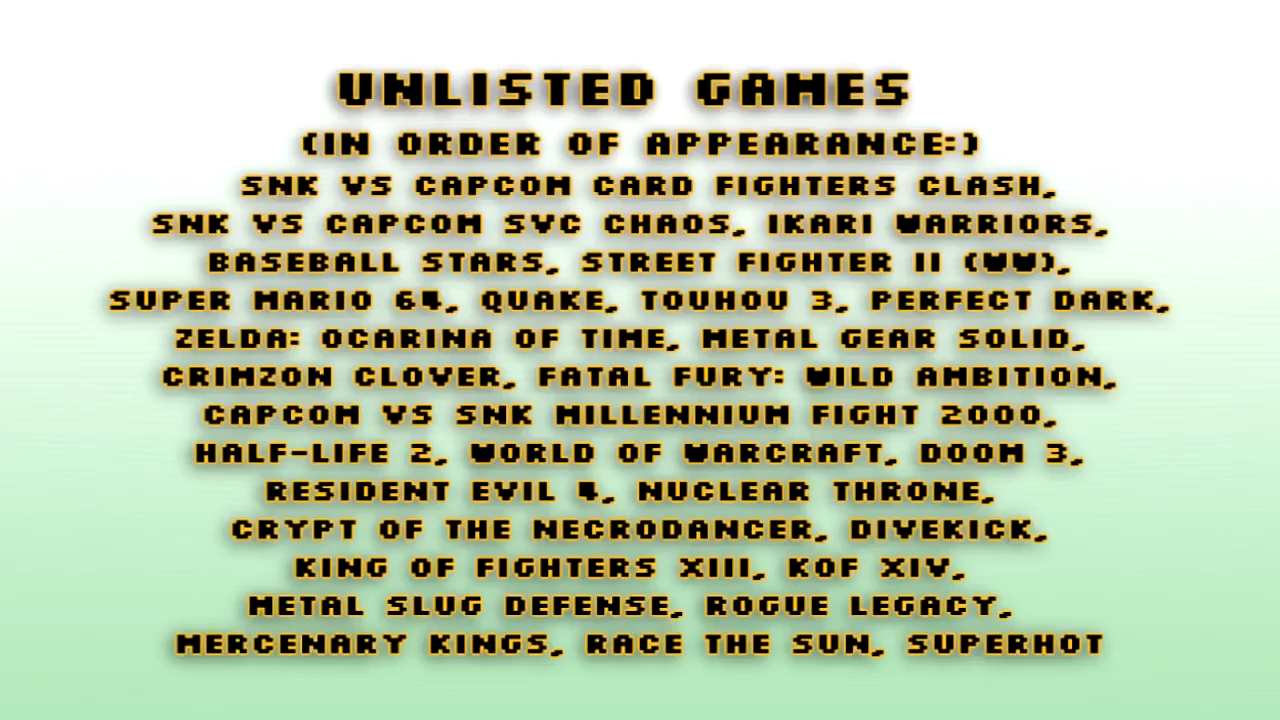 UNLISTED GAMES
(IN ORDER OF APPEARANCE:)
SNK VS CAPCOM CARD FIGHTERS CLASH,
SNK VS CAPCOM SVC CHAOS, IKARI WARRIORS,
BASEBALL STARS, STREET FIGHTER II (WW),
SUPER MARIO 64, QUAKE, TOUHOU 3, PERFECT DARK,
ZELDA: OCARINA OF TIME, METAL GEAR SOLID,
CRIMZON CLOVER, FATAL FURY: WILD AMBITION,
CAPCOM VS SNK MILLENNIUM FIGHT 2000,
HALF-LIFE 2, WORLD OF WARCRAFT, DOOM 3,
RESIDENT EVIL 4, NUCLEAR THRONE,
CRYPT OF THE NECRODANCER, DIVEKICK,
KING OF FIGHTERS XIII, KOF XIV,
METAL SLUG DEFENSE, ROGUE LEGACY,
MERCENARY KINGS, RACE THE SUN, SUPERHOT